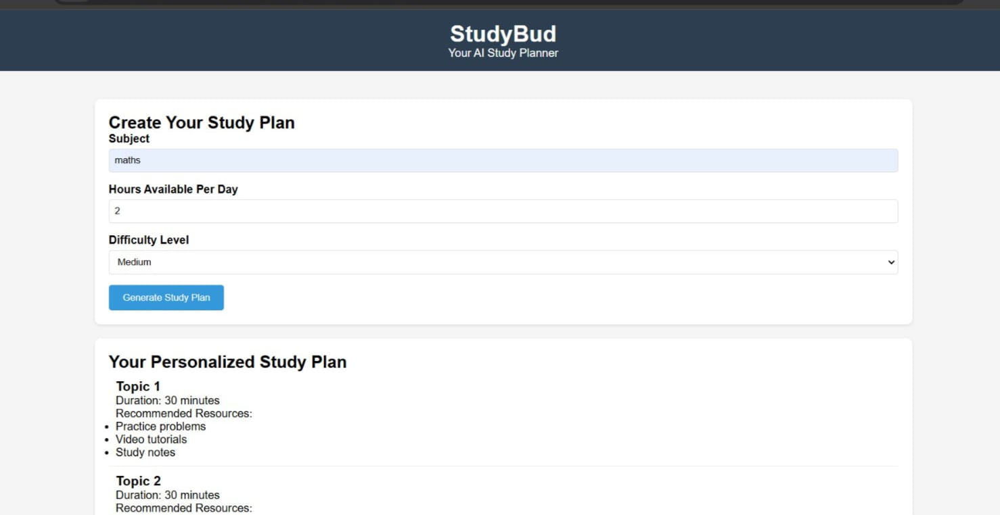 StudyBud
Your AI Study Planner
Create Your Study Plan
Subject
maths
Hours Available Per Day
2
Difficulty Level
Medium
Generate Study Plan
Your Personalized Study Plan
Topic 1
Duration: 30 minutes
Recommended Resources:
Practice problems
Video tutorials
Study notes
Topic 2
Duration: 30 minutes
Recommended Resources: